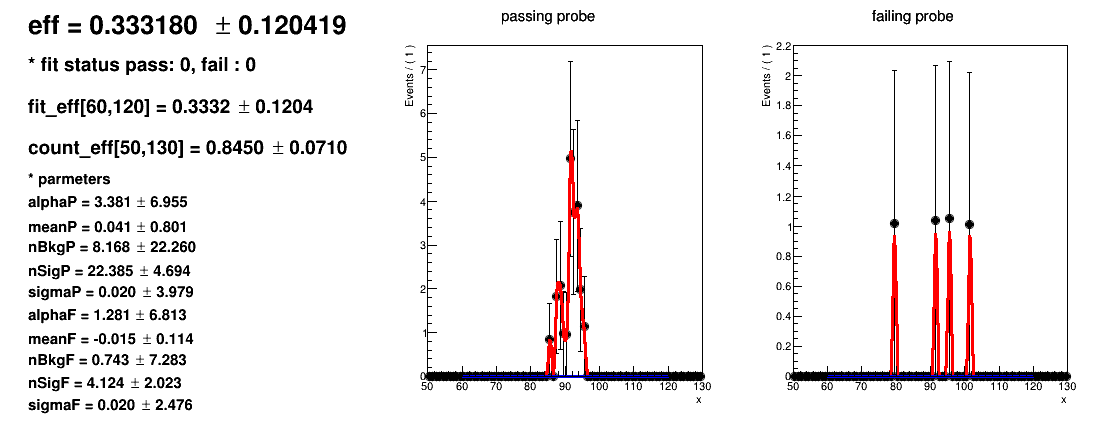 eff = 0.333180 ± 0.120419
* fit status pass: 0, fail : 0
fit_eff[60,120] = 0.3332 ± 0.1204
count_eff[50,130] = 0.8450 ± 0.0710
* parmeters
alphaP = 3.381 ± 6.955
meanP = 0.041 ± 0.801
nBkgP = 8.168 ± 22.260
nSigP = 22.385 ± 4.694
sigmaP = 0.020 ± 3.979
alphaF = 1.281 ± 6.813
meanF = -0.015 ± 0.114
nBkgF = 0.743 ± 7.283
nSigF = 4.124 ± 2.023
sigmaF = 0.020 ± 2.476
passing probe
Events / ( 1 )
7
6
5
4
3
2
1
0
50 60 70 80 90 100 110 120 130
x
failing probe
Events / ( 1 )
2.2
2
1.8
1.6
1.4
1.2
1
0.8
0.6
0.4
0.2
0
50 60 70 80 90 100 110 120 130
x